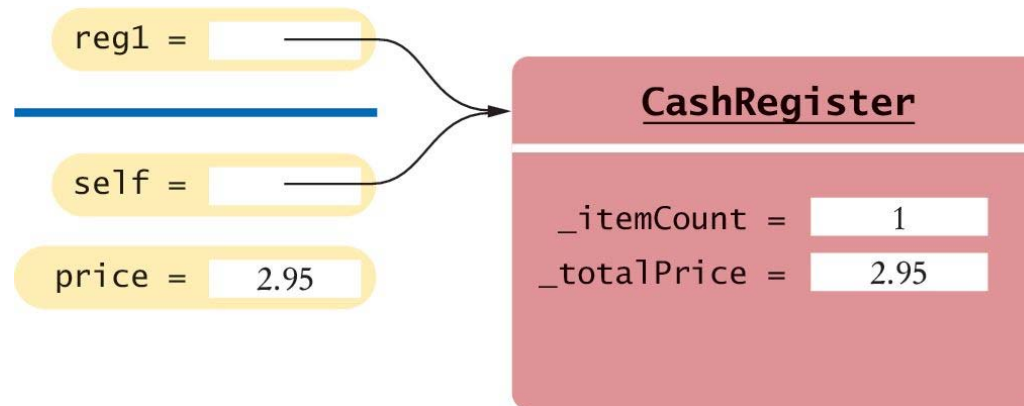 reg1 =
self =
price = 2.95
CashRegister
_itemCount = 1
_totalPrice = 2.95